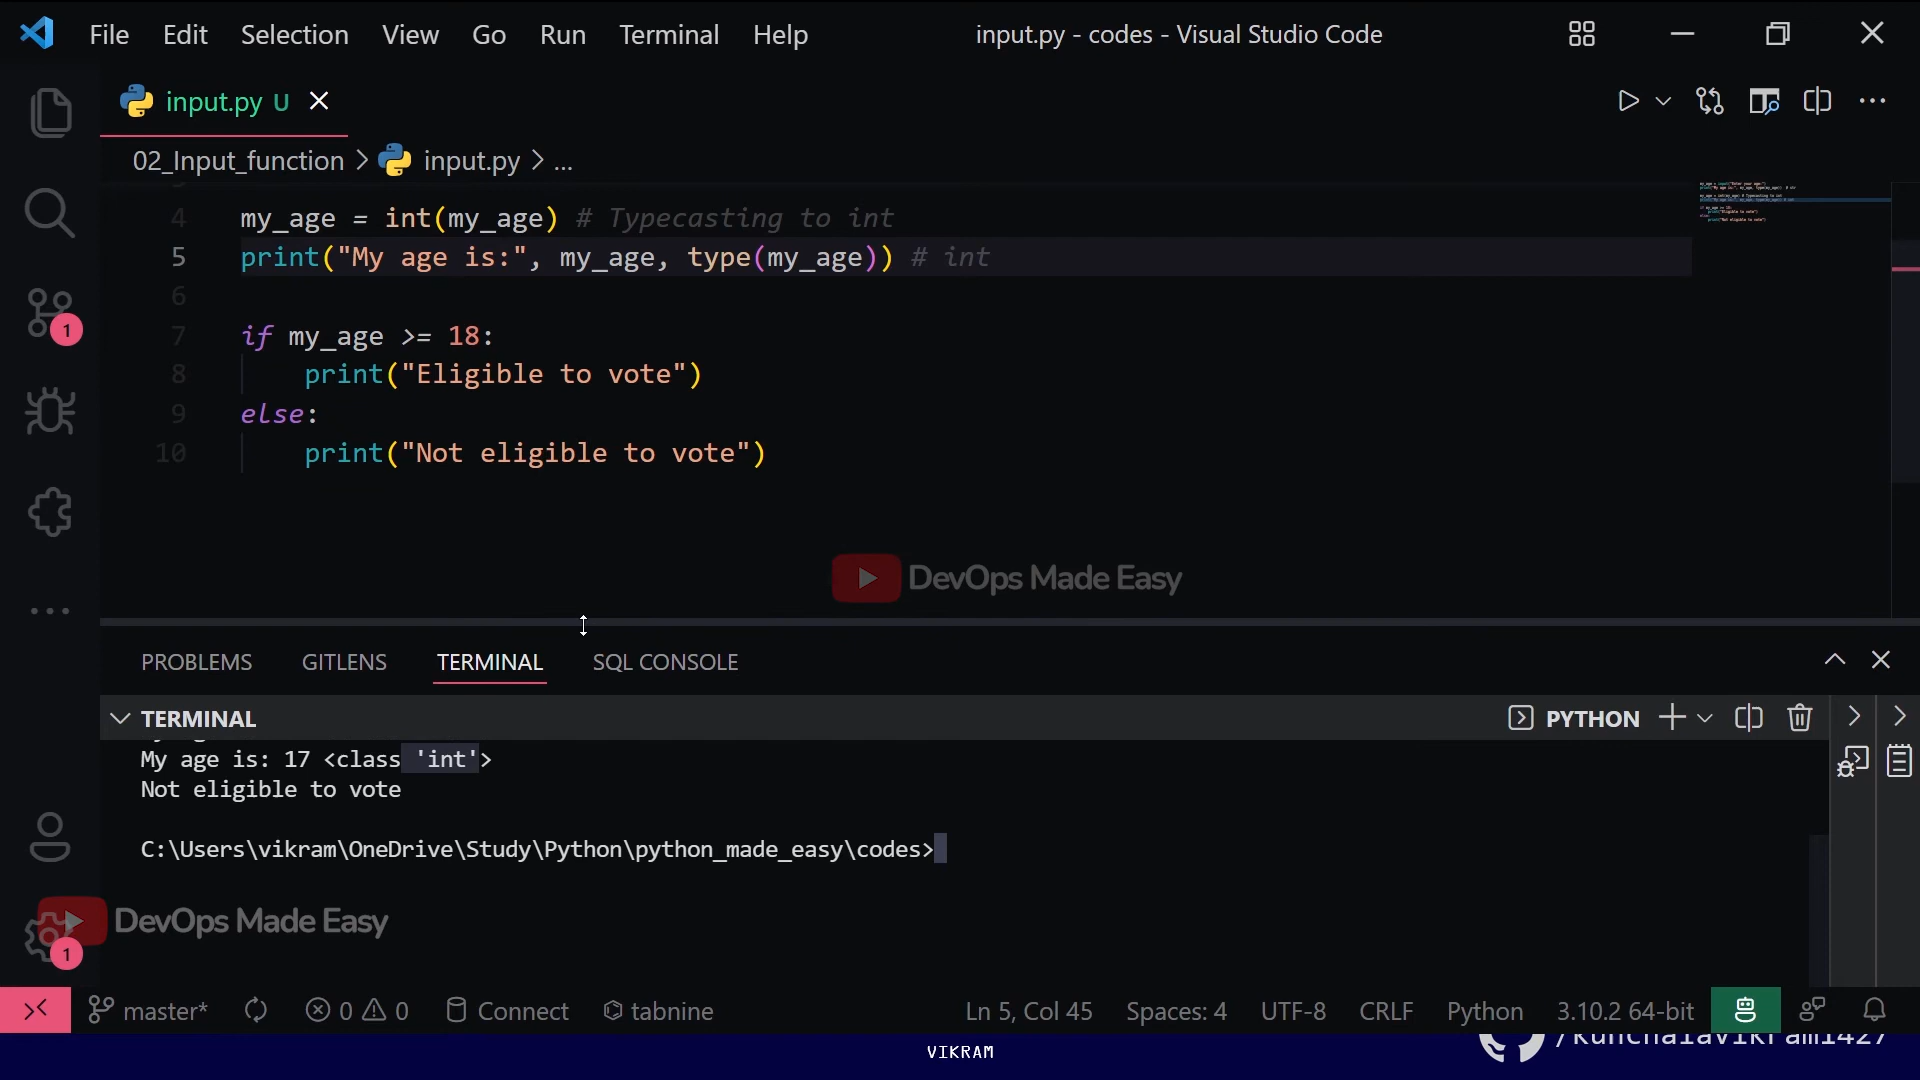 File Edit Selection View Go Run Terminal Help input.py - codes - Visual Studio Code
input.py U
02_Input_function > input.py > ...
4 my_age = int(my_age) # Typecasting to int
5 print("My age is:", my_age, type(my_age)) # int
6
7 if my_age >= 18:
8 print("Eligible to vote")
9 else:
10 print("Not eligible to vote")
DevOps Made Easy
PROBLEMS GITLENS TERMINAL SQL CONSOLE
TERMINAL PYTHON
My age is: 17 <class 'int'>
Not eligible to vote
C:\Users\vikram\OneDrive\Study\Python\python_made_easy\codes>
DevOps Made Easy
1
1
master* 0 0 Connect tabnine Ln 5, Col 45 Spaces: 4 UTF-8 CRLF Python 3.10.2 64-bit
/kunchalavikram1427
VIKRAM